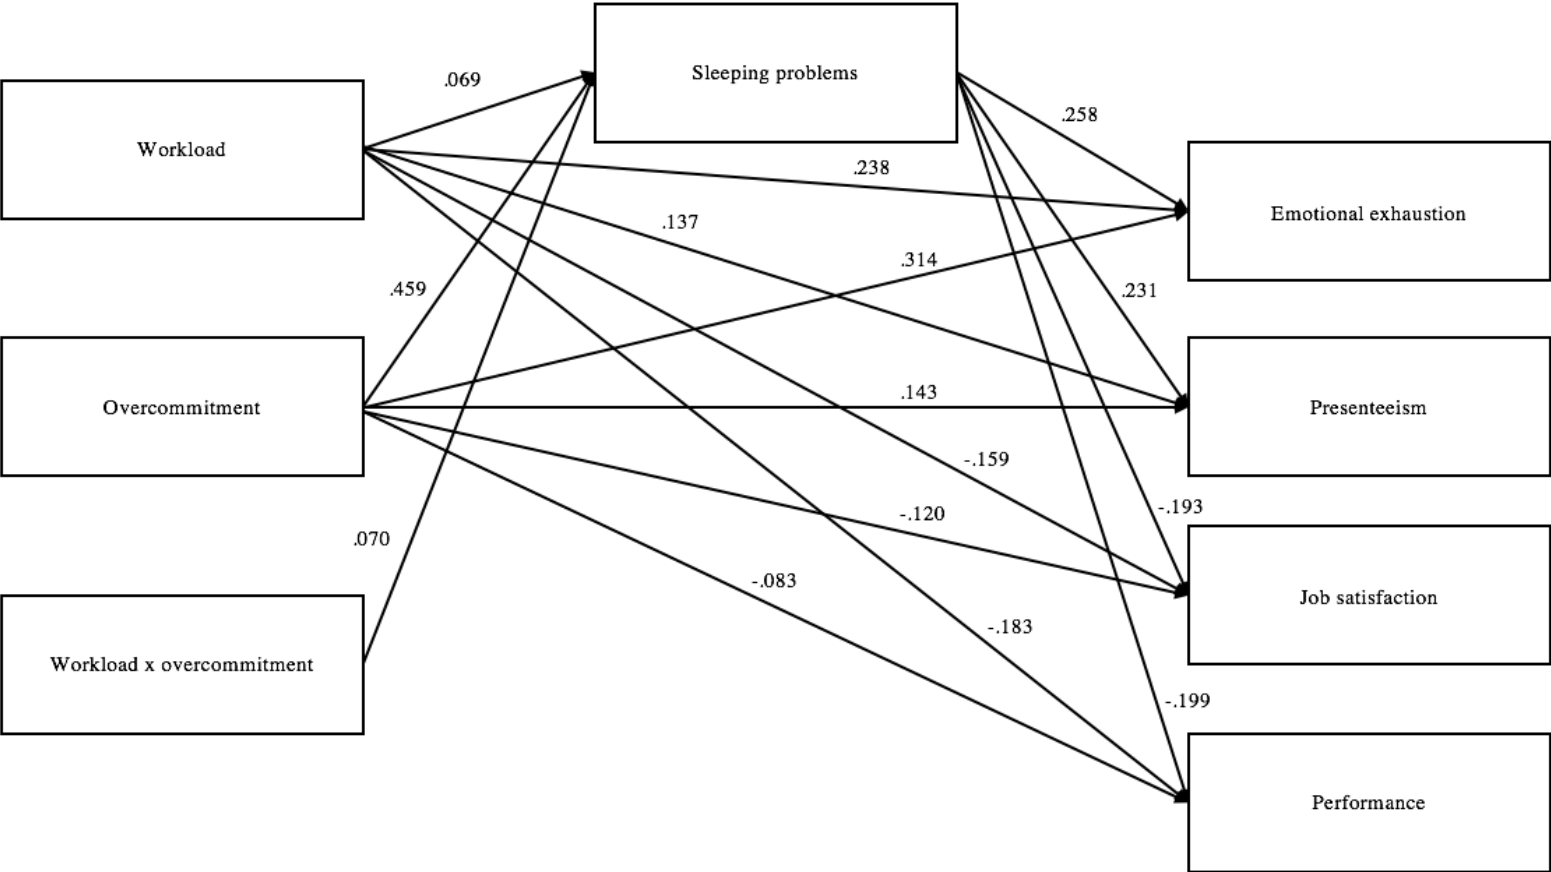 Sleeping problems
.069
.258
Workload
.238
Emotional exhaustion
.137
.314
.459
.231
.143
Overcommitment
Presenteeism
-.159
-.193
-.120
.070
-.083
Job satisfaction
-.183
Workload x overcommitment
-.199
Performance